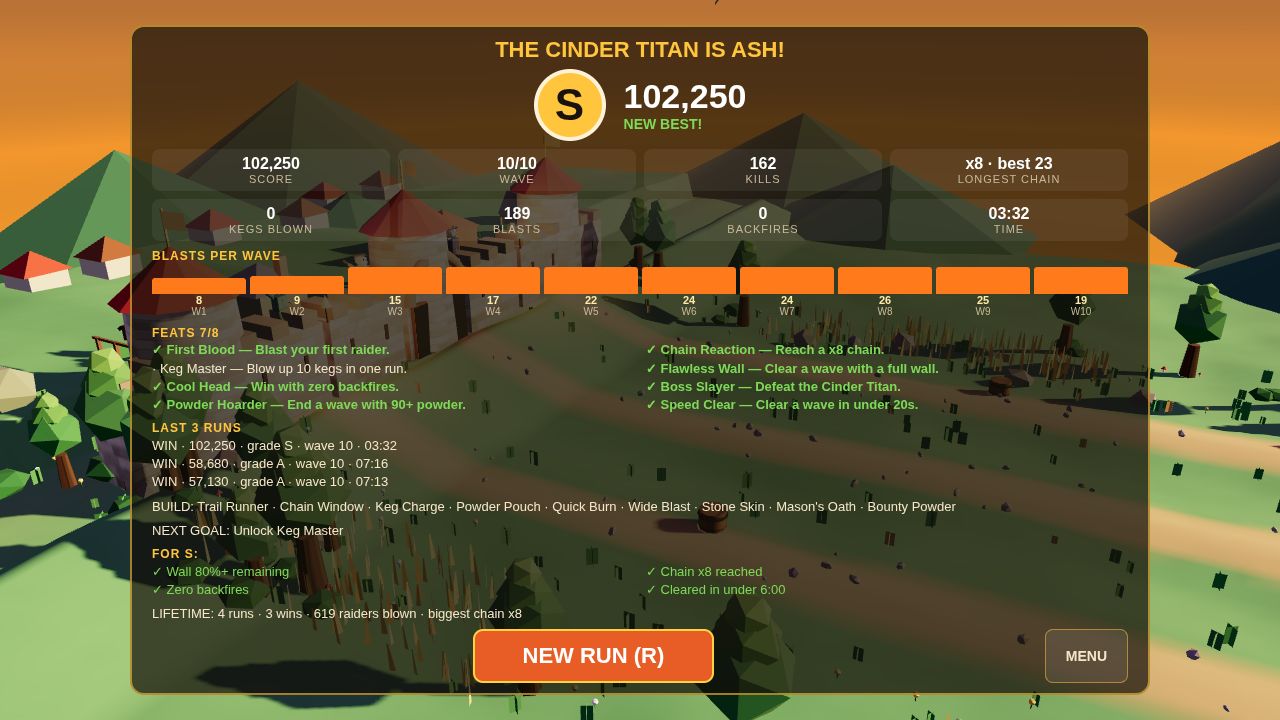 THE CINDER TITAN IS ASH!
S
102,250
NEW BEST!
102,250
SCORE
10/10
WAVE
162
KILLS
x8 · best 23
LONGEST CHAIN
0
KEGS BLOWN
189
BLASTS
0
BACKFIRES
03:32
TIME
BLASTS PER WAVE
8 9 15 17 22 24 24 26 25 19
W1 W2 W3 W4 W5 W6 W7 W8 W9 W10
FEATS 7/8
✓ First Blood — Blast your first raider.
✓ Chain Reaction — Reach a x8 chain.
· Keg Master — Blow up 10 kegs in one run.
✓ Flawless Wall — Clear a wave with a full wall.
✓ Cool Head — Win with zero backfires.
✓ Boss Slayer — Defeat the Cinder Titan.
✓ Powder Hoarder — End a wave with 90+ powder.
✓ Speed Clear — Clear a wave in under 20s.
LAST 3 RUNS
WIN · 102,250 · grade S · wave 10 · 03:32
WIN · 58,680 · grade A · wave 10 · 07:16
WIN · 57,130 · grade A · wave 10 · 07:13
BUILD: Trail Runner · Chain Window · Keg Charge · Powder Pouch · Quick Burn · Wide Blast · Stone Skin · Mason's Oath · Bounty Powder
NEXT GOAL: Unlock Keg Master
FOR S:
✓ Wall 80%+ remaining
✓ Chain x8 reached
✓ Zero backfires
✓ Cleared in under 6:00
LIFETIME: 4 runs · 3 wins · 619 raiders blown · biggest chain x8
NEW RUN (R)
MENU